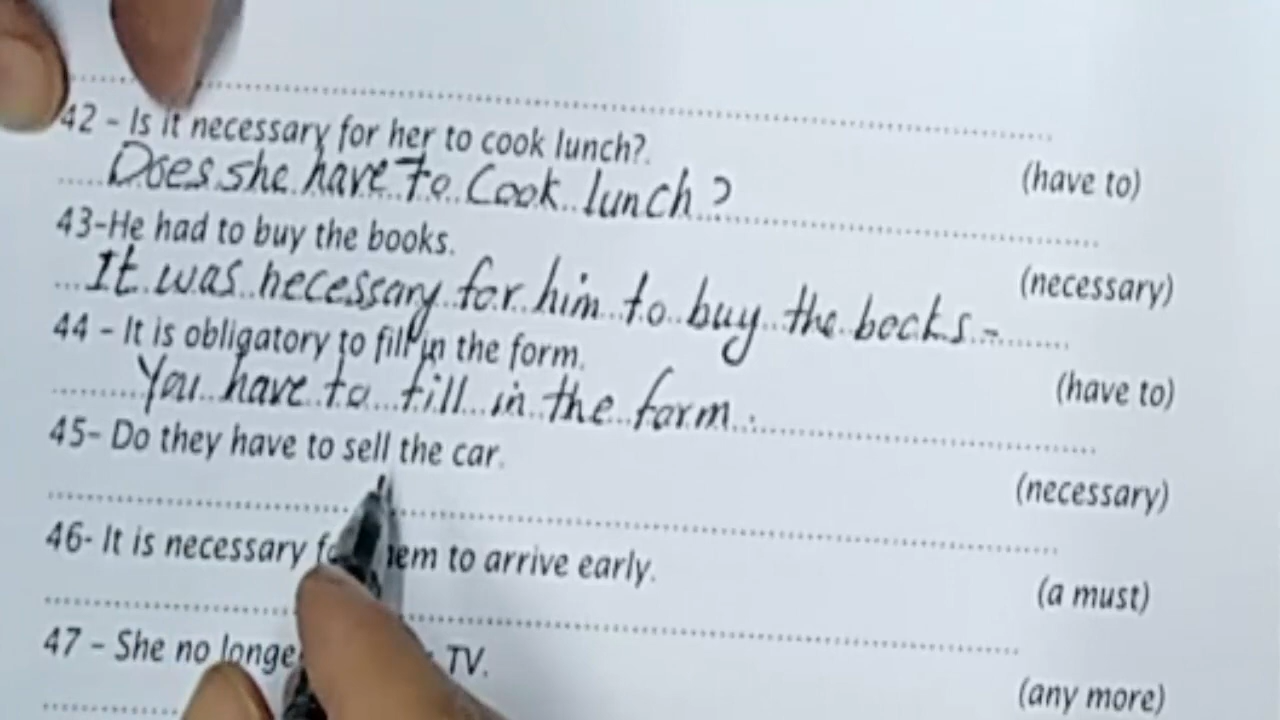 42 - Is it necessary for her to cook lunch?.
(have to)
Does she have to Cook lunch ?
43-He had to buy the books.
(necessary)
It was necessary for him to buy the books.
44 - It is obligatory to fill in the form.
(have to)
You have to fill in the form.
45- Do they have to sell the car.
(necessary)
46- It is necessary to arrive early.
(a must)
47 - She no TV.
(any more)